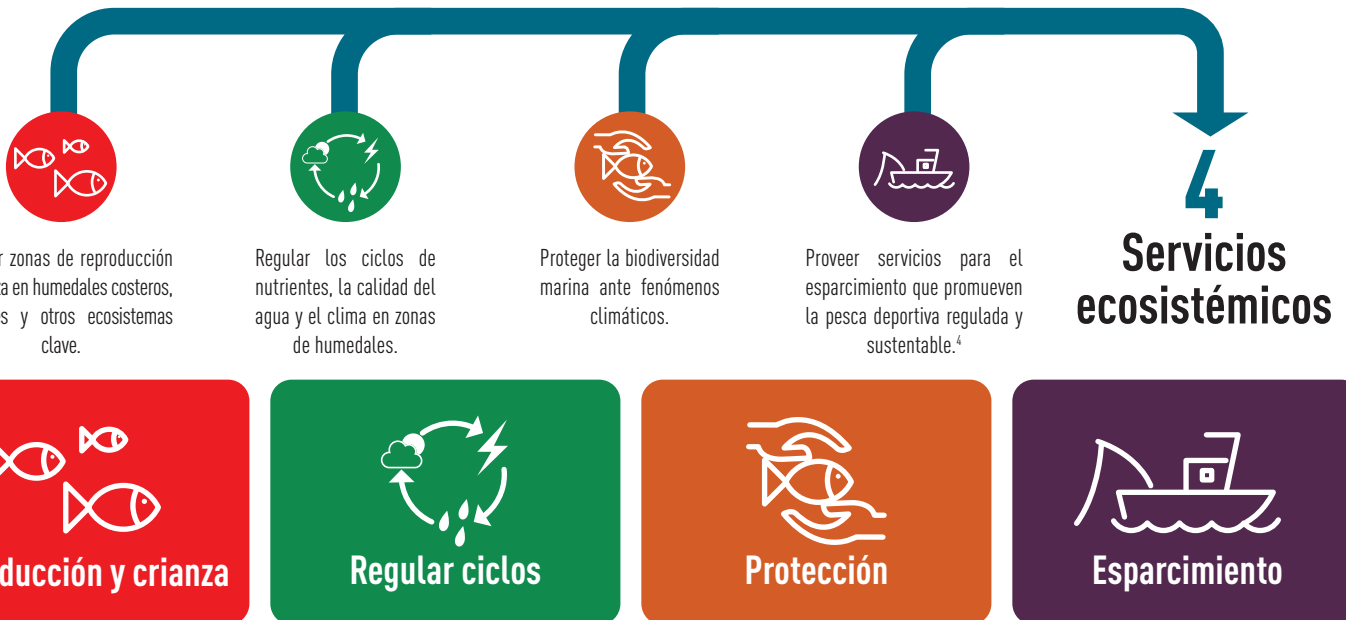 r zonas de reproducción
a en humedales costeros,
es y otros ecosistemas
clave.
Regular los ciclos de
nutrientes, la calidad del
agua y el clima en zonas
de humedales.
Proteger la biodiversidad
marina ante fenómenos
climáticos.
Proveer servicios para el
esparcimiento que promueven
la pesca deportiva regulada y
sustentable.4
4
Servicios
ecosistémicos
ducción y crianza
Regular ciclos
Protección
Esparcimiento